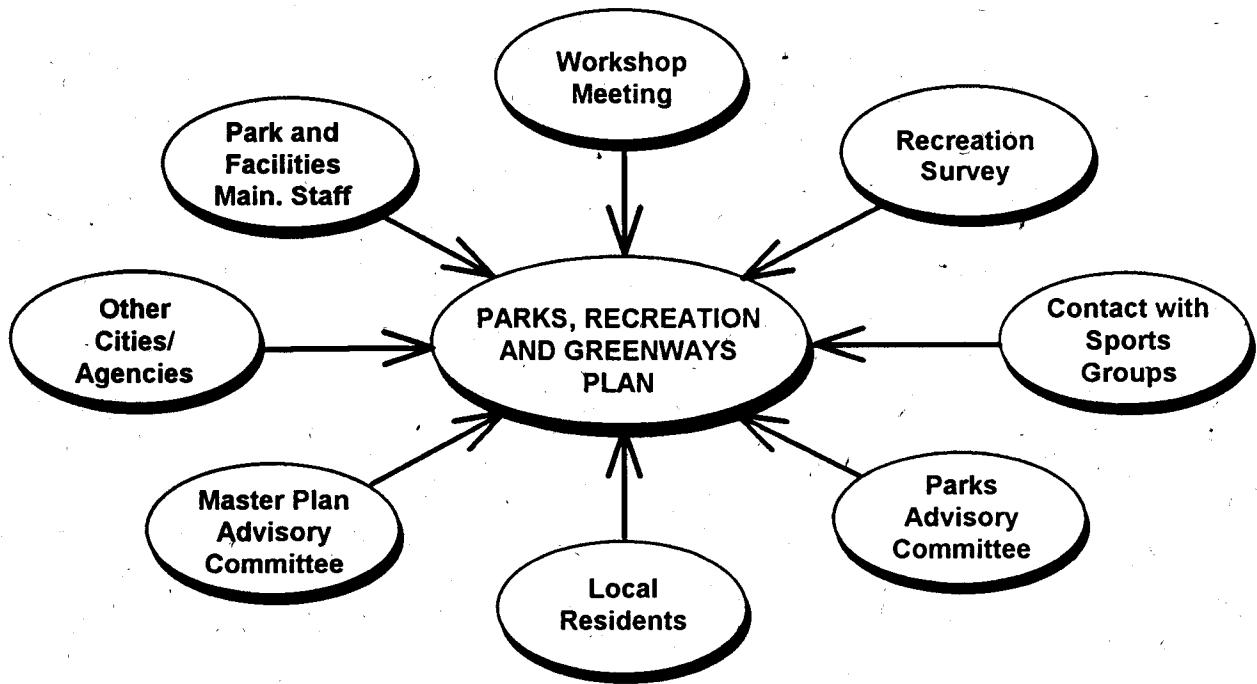 Workshop
Meeting
Park and
Facilities
Main. Staff
Recreation
Survey
Other
Cities/
Agencies
PARKS, RECREATION
AND GREENWAYS
PLAN
Contact with
Sports
Groups
Master Plan
Advisory
Committee
Parks
Advisory
Committee
Local
Residents